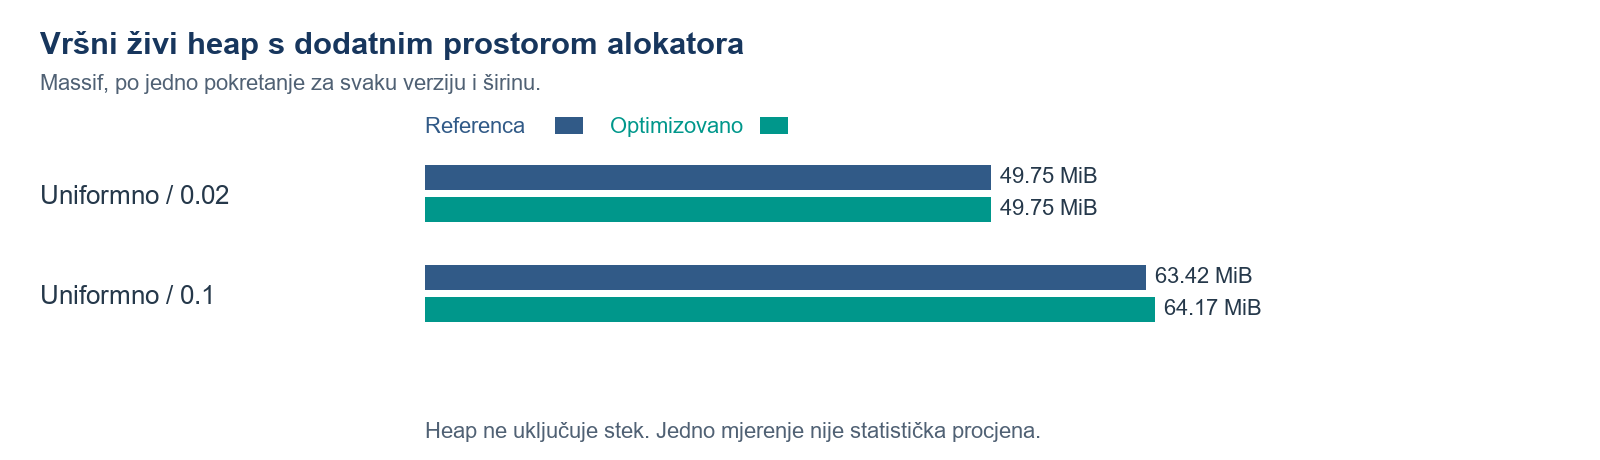 Vršni živi heap s dodatnim prostorom alokatora
Massif, po jedno pokretanje za svaku verziju i širinu.
Referenca Optimizovano
Uniformno / 0.02
49.75 MiB
49.75 MiB
Uniformno / 0.1
63.42 MiB
64.17 MiB
Heap ne uključuje stek. Jedno mjerenje nije statistička procjena.